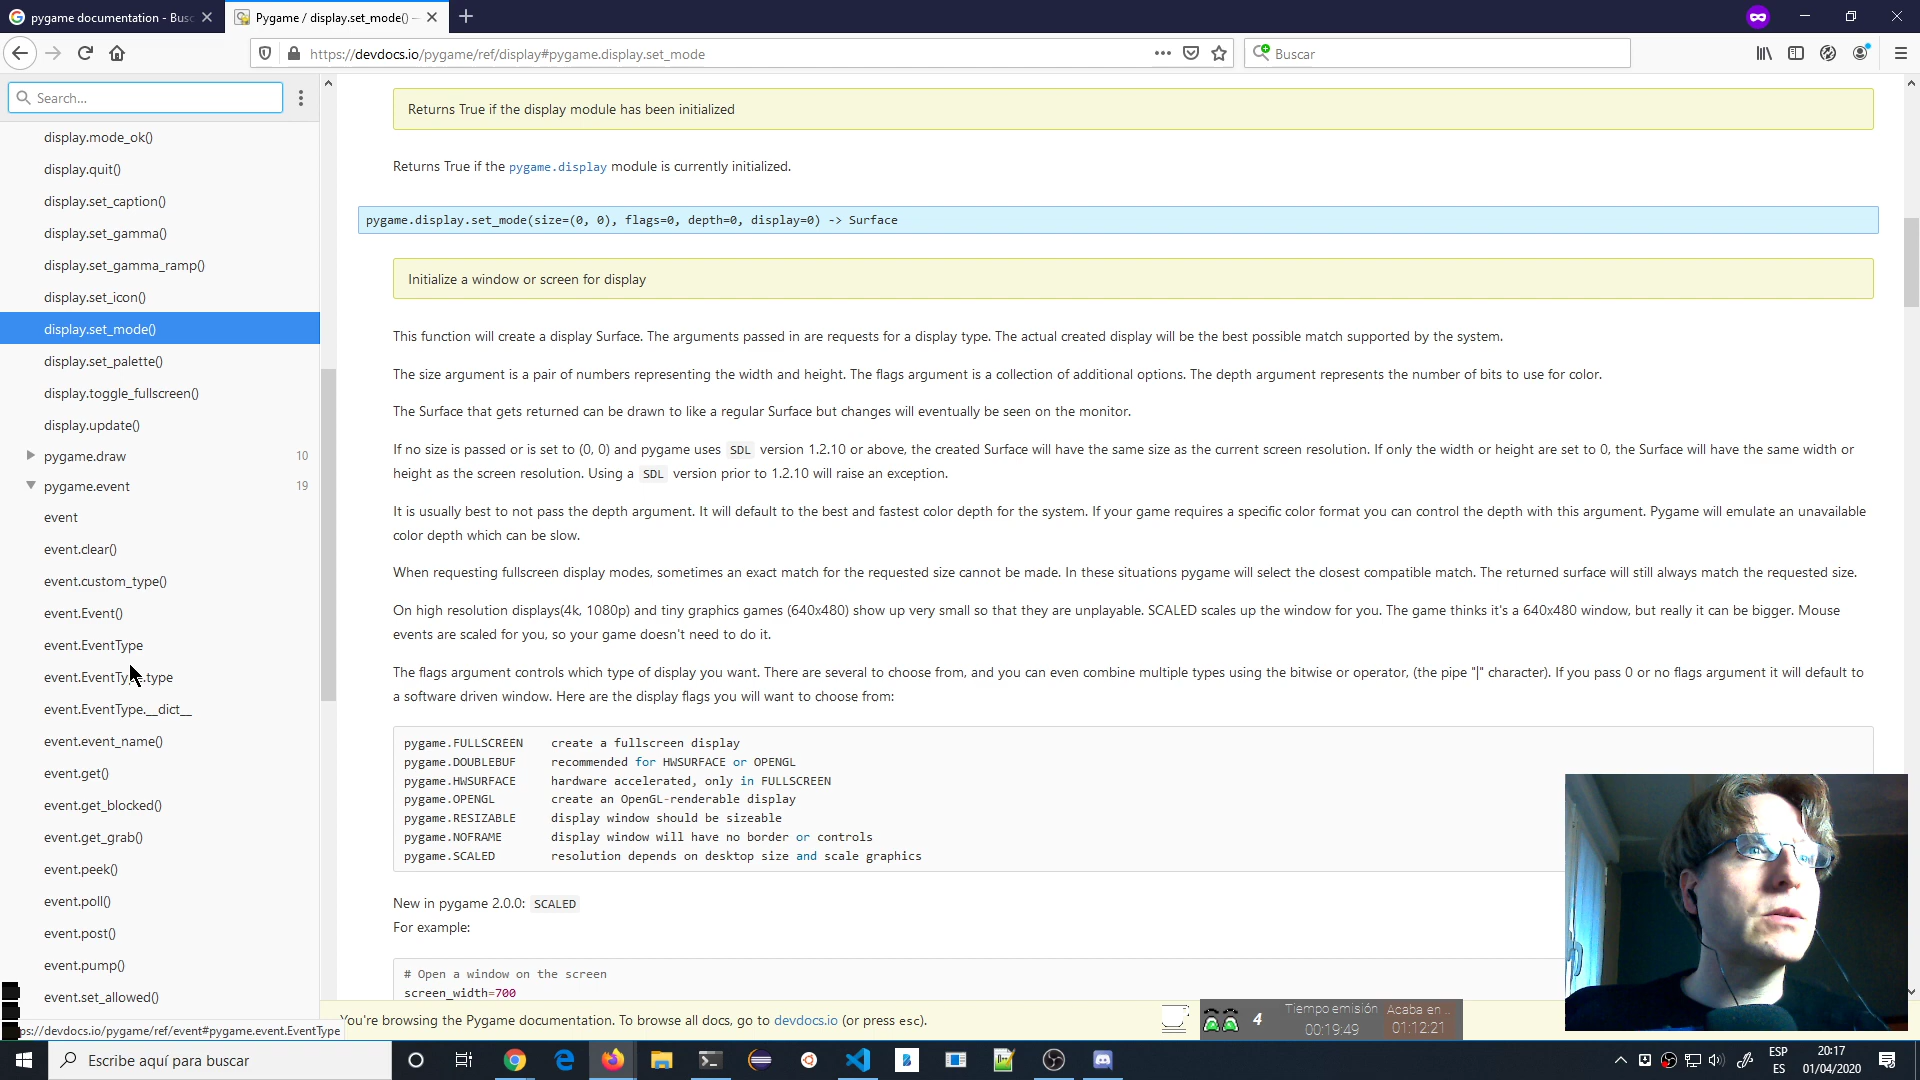 pygame documentation - Busc
Pygame / display.set_mode() —
https://devdocs.io/pygame/ref/display#pygame.display.set_mode
Buscar
Search...
display.mode_ok()
display.quit()
display.set_caption()
display.set_gamma()
display.set_gamma_ramp()
display.set_icon()
display.set_mode()
display.set_palette()
display.toggle_fullscreen()
display.update()
pygame.draw 10
pygame.event 19
event
event.clear()
event.custom_type()
event.Event()
event.EventType
event.EventType.type
event.EventType.__dict__
event.event_name()
event.get()
event.get_blocked()
event.get_grab()
event.peek()
event.poll()
event.post()
event.pump()
event.set_allowed()
ps://devdocs.io/pygame/ref/event#pygame.event.EventType
Returns True if the display module has been initialized
Returns True if the pygame.display module is currently initialized.
pygame.display.set_mode(size=(0, 0), flags=0, depth=0, display=0) -> Surface
Initialize a window or screen for display
This function will create a display Surface. The arguments passed in are requests for a display type. The actual created display will be the best possible match supported by the system.
The size argument is a pair of numbers representing the width and height. The flags argument is a collection of additional options. The depth argument represents the number of bits to use for color.
The Surface that gets returned can be drawn to like a regular Surface but changes will eventually be seen on the monitor.
If no size is passed or is set to (0, 0) and pygame uses SDL version 1.2.10 or above, the created Surface will have the same size as the current screen resolution. If only the width or height are set to 0, the Surface will have the same width or
height as the screen resolution. Using a SDL version prior to 1.2.10 will raise an exception.
It is usually best to not pass the depth argument. It will default to the best and fastest color depth for the system. If your game requires a specific color format you can control the depth with this argument. Pygame will emulate an unavailable
color depth which can be slow.
When requesting fullscreen display modes, sometimes an exact match for the requested size cannot be made. In these situations pygame will select the closest compatible match. The returned surface will still always match the requested size.
On high resolution displays(4k, 1080p) and tiny graphics games (640x480) show up very small so that they are unplayable. SCALED scales up the window for you. The game thinks it's a 640x480 window, but really it can be bigger. Mouse
events are scaled for you, so your game doesn't need to do it.
The flags argument controls which type of display you want. There are several to choose from, and you can even combine multiple types using the bitwise or operator, (the pipe "|" character). If you pass 0 or no flags argument it will default to
a software driven window. Here are the display flags you will want to choose from:
pygame.FULLSCREEN create a fullscreen display
pygame.DOUBLEBUF recommended for HWSURFACE or OPENGL
pygame.HWSURFACE hardware accelerated, only in FULLSCREEN
pygame.OPENGL create an OpenGL-renderable display
pygame.RESIZABLE display window should be sizeable
pygame.NOFRAME display window will have no border or controls
pygame.SCALED resolution depends on desktop size and scale graphics
New in pygame 2.0.0: SCALED
For example:
# Open a window on the screen
screen_width=700
You're browsing the Pygame documentation. To browse all docs, go to devdocs.io (or press esc).
4
Tiempo emisión
00:19:49
Acaba en ..
01:12:21
Escribe aquí para buscar
ESP
ES
20:17
01/04/2020